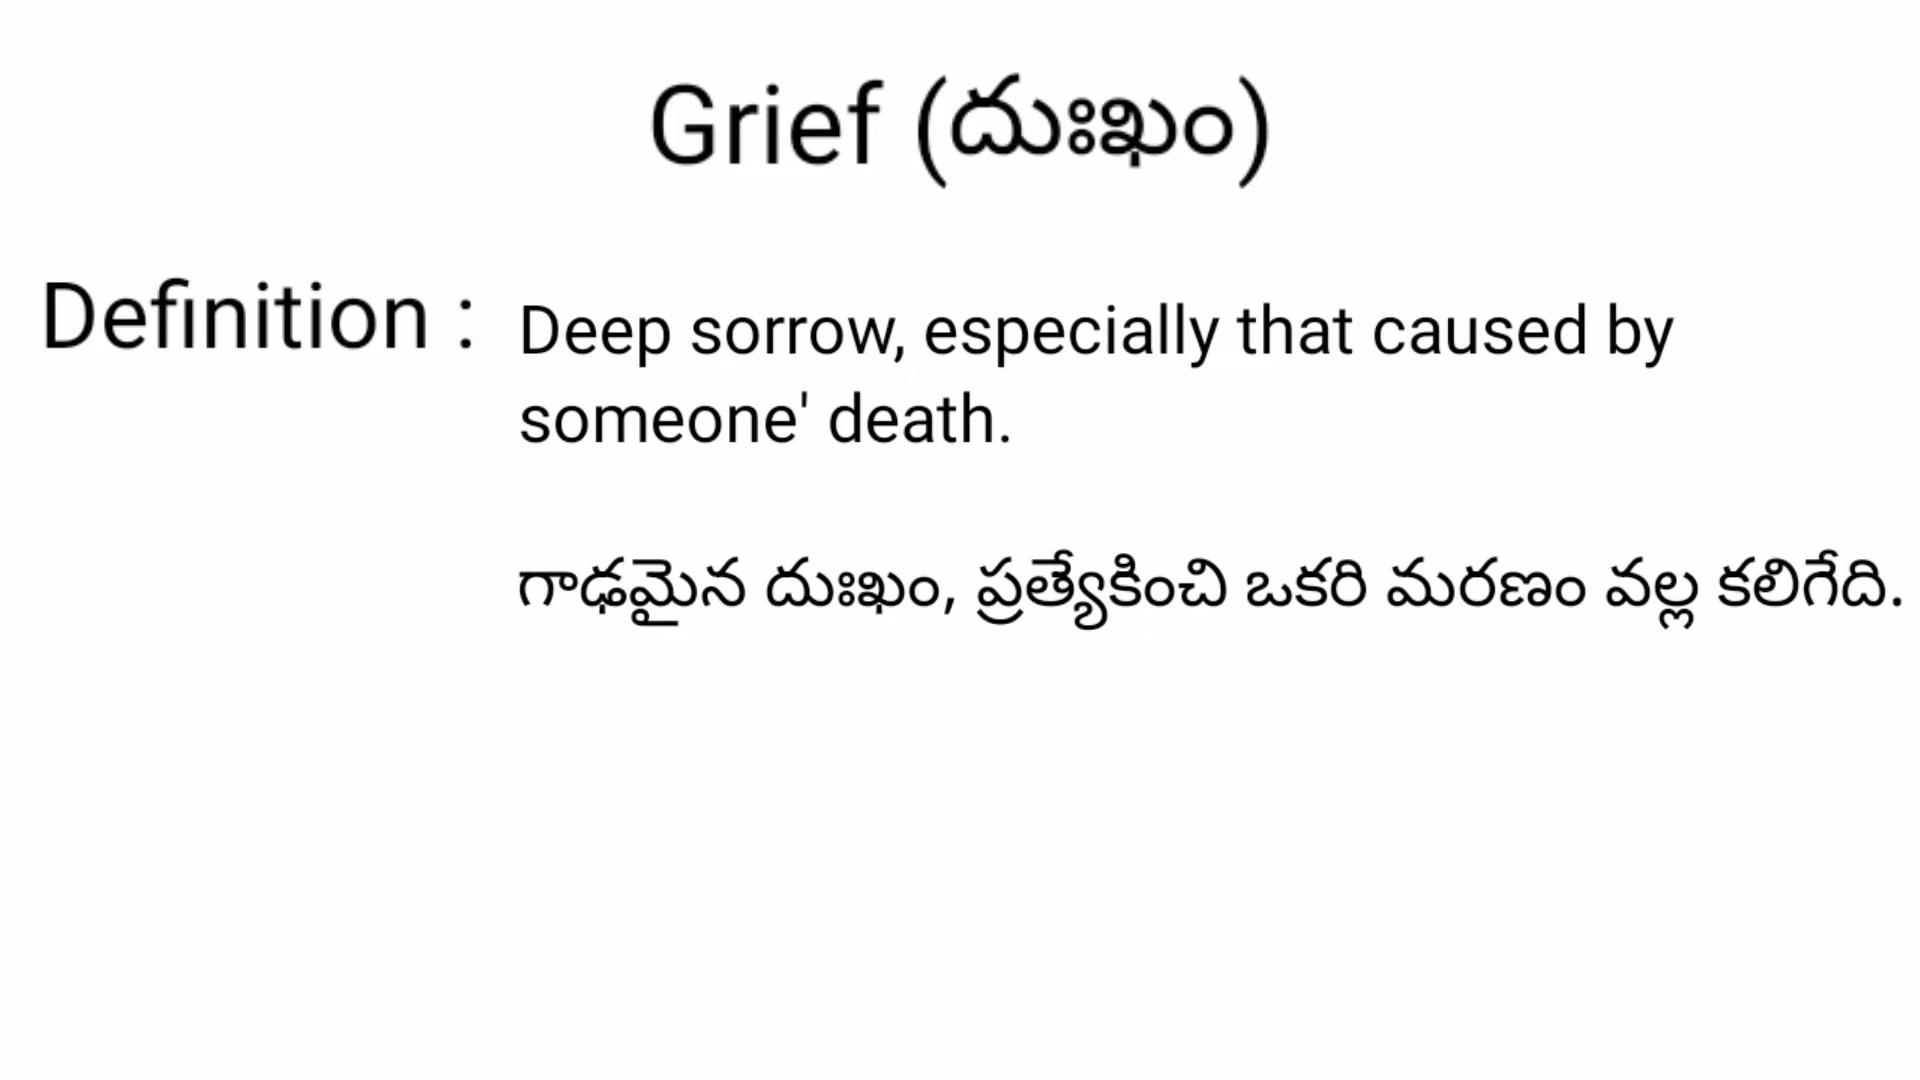 Grief (దుఃఖం)
Definition : Deep sorrow, especially that caused by
someone' death.
గాఢమైన దుఃఖం, ప్రత్యేకించి ఒకరి మరణం వల్ల కలిగేది.